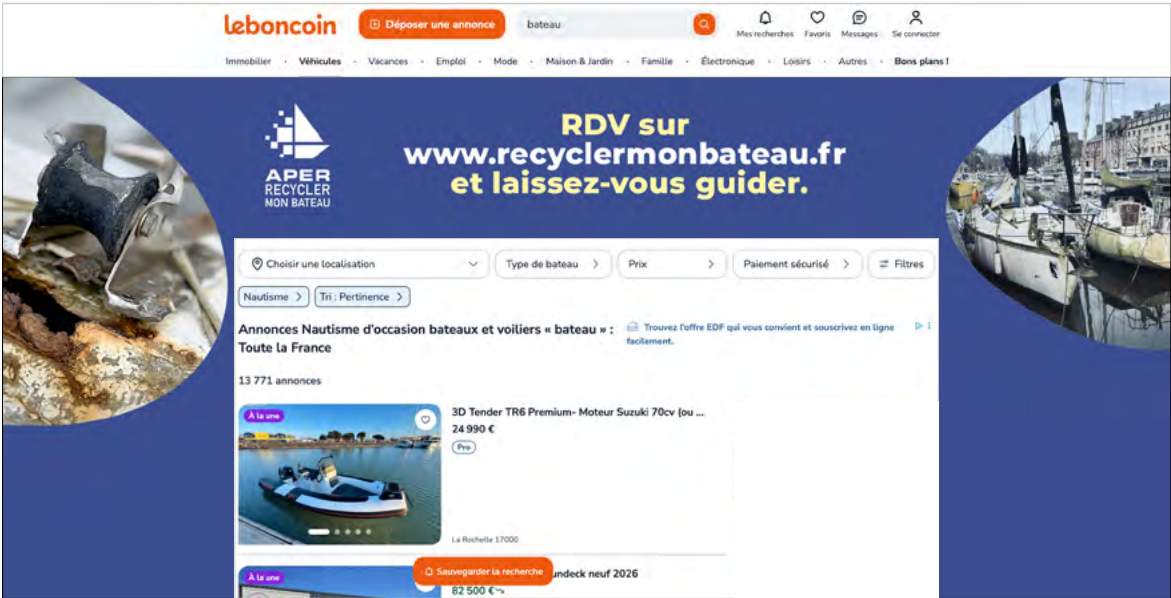 leboncoin
Déposer une annonce
bateau
Mes recherches
Favoris
Messages
Se connecter
Immobilier · Véhicules · Vacances · Emploi · Mode · Maison & Jardin · Famille · Électronique · Loisirs · Autres · Bons plans !
APER
RECYCLER
MON BATEAU
RDV sur
www.recyclermonbateau.fr
et laissez-vous guider.
Choisir une localisation
Type de bateau
Prix
Paiement sécurisé
Filtres
Nautisme
Tri : Pertinence
Annonces Nautisme d'occasion bateaux et voiliers « bateau » :
Toute la France
Trouvez l'offre EDF qui vous convient et souscrivez en ligne
facilement.
13 771 annonces
À la une
3D Tender TR6 Premium- Moteur Suzuki 70cv (ou ...
24 990 €
Pro
La Rochelle 17000
À la une
Sauvegarder la recherche
undeck neuf 2026
82 500 €